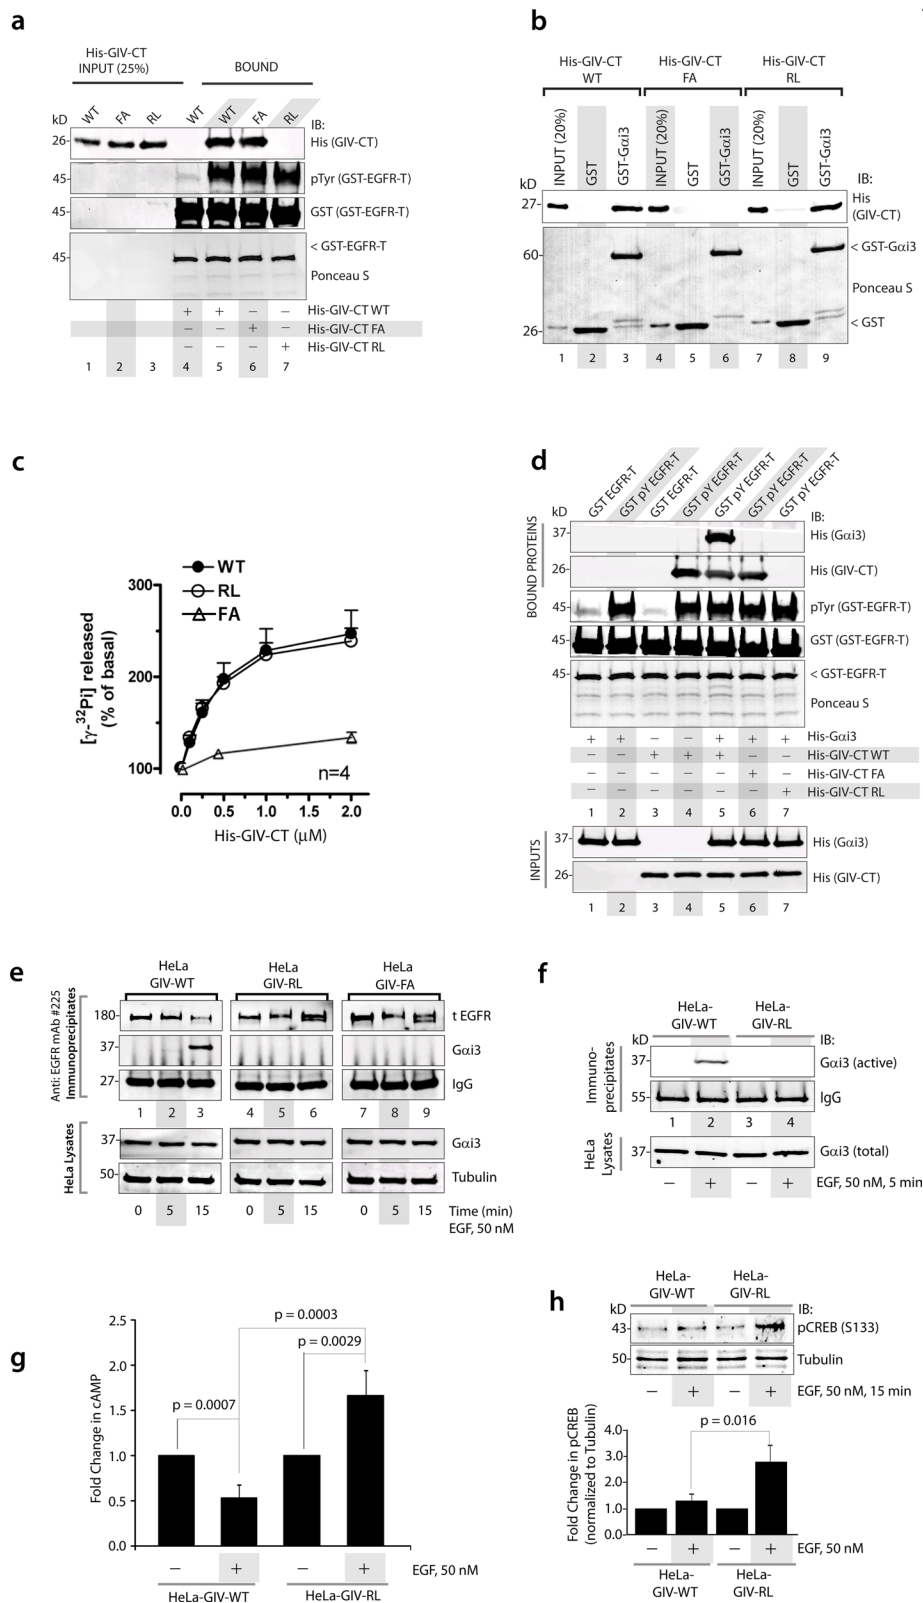 a
His-GIV-CT
INPUT (25%)
BOUND
kD
WT
FA
RL
WT
WT
FA
RL
IB:
26-
His (GIV-CT)
45-
pTyr (GST-EGFR-T)
45-
GST (GST-EGFR-T)
< GST-EGFR-T
45-
Ponceau S
+ + – –
His-GIV-CT WT
– – + –
His-GIV-CT FA
– – – +
His-GIV-CT RL
1 2 3 4 5 6 7
b
His-GIV-CT
WT
His-GIV-CT
FA
His-GIV-CT
RL
INPUT (20%)
GST
GST-Gαi3
INPUT (20%)
GST
GST-Gαi3
INPUT (20%)
GST
GST-Gαi3
kD
IB:
27-
His
(GIV-CT)
60-
< GST-Gαi3
Ponceau S
26-
< GST
1 2 3 4 5 6 7 8 9
c
WT
RL
FA
300
200
100
[γ-³²Pi] released
(% of basal)
n=4
0.0 0.5 1.0 1.5 2.0
His-GIV-CT (μM)
d
GST EGFR-T
GST pY EGFR-T
GST EGFR-T
GST pY EGFR-T
GST pY EGFR-T
GST pY EGFR-T
GST pY EGFR-T
kD
IB:
BOUND PROTEINS
37-
His (Gαi3)
26-
His (GIV-CT)
45-
pTyr (GST-EGFR-T)
45-
GST (GST-EGFR-T)
45-
< GST-EGFR-T
Ponceau S
+ + – – + + +
His-Gαi3
– – + + + – –
His-GIV-CT WT
– – – – – + –
His-GIV-CT FA
– – – – – – +
His-GIV-CT RL
1 2 3 4 5 6 7
INPUTS
37-
His (Gαi3)
26-
His (GIV-CT)
1 2 3 4 5 6 7
e
HeLa
GIV-WT
HeLa
GIV-RL
HeLa
GIV-FA
Anti: EGFR mAb #225
Immunoprecipitates
180-
t EGFR
37-
Gαi3
27-
IgG
1 2 3 4 5 6 7 8 9
HeLa Lysates
37-
Gαi3
50-
Tubulin
0 5 15 0 5 15 0 5 15
Time (min)
EGF, 50 nM
f
HeLa-
GIV-WT
HeLa-
GIV-RL
kD
IB:
Immuno-
precipitates
37-
Gαi3 (active)
55-
IgG
1 2 3 4
HeLa
Lysates
37-
Gαi3 (total)
– + – +
EGF, 50 nM, 5 min
g
Fold Change in cAMP
2.5
2.0
1.5
1.0
0.5
0.0
p = 0.0003
p = 0.0029
p = 0.0007
– + – +
EGF, 50 nM
HeLa-GIV-WT
HeLa-GIV-RL
h
HeLa-
GIV-WT
HeLa-
GIV-RL
kD
IB:
43-
pCREB (S133)
50-
Tubulin
– + – +
EGF, 50 nM, 15 min
Fold Change in pCREB
(normalized to Tubulin)
4.0
3.0
2.0
1.0
0.0
p = 0.016
– + – +
EGF, 50 nM
HeLa-
GIV-WT
HeLa-
GIV-RL